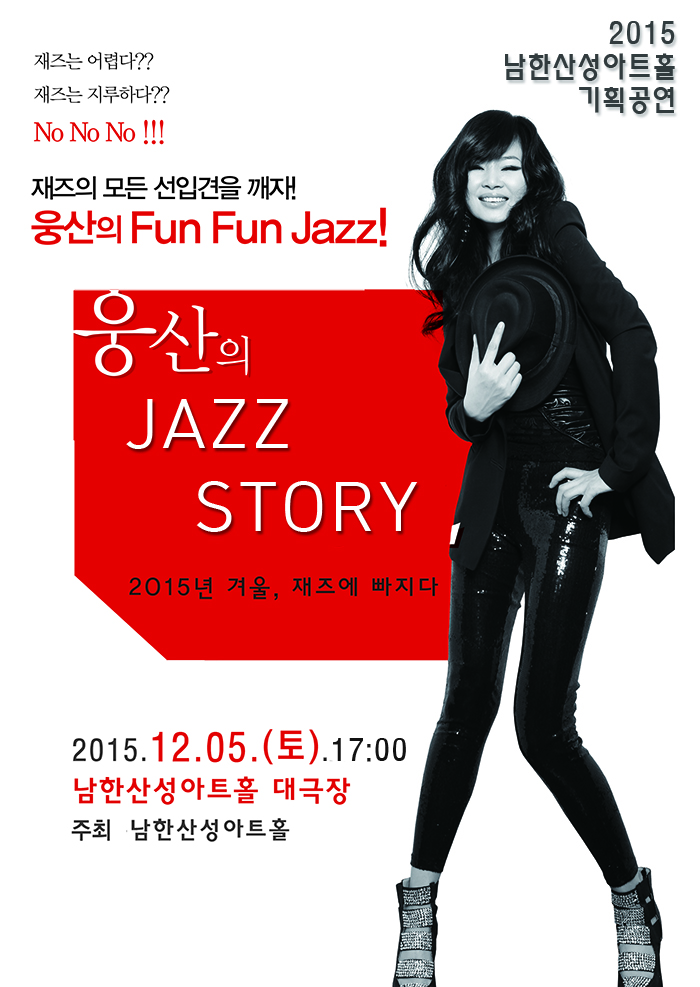 2015
남한산성아트홀
기획공연
재즈는 어렵다??
재즈는 지루하다??
No No No !!!
재즈의 모든 선입견을 깨자!
웅산의 Fun Fun Jazz!
웅산의
JAZZ
STORY
2015년 겨울, 재즈에 빠지다
2015.12.05.(토).17:00
남한산성아트홀 대극장
주최 남한산성아트홀